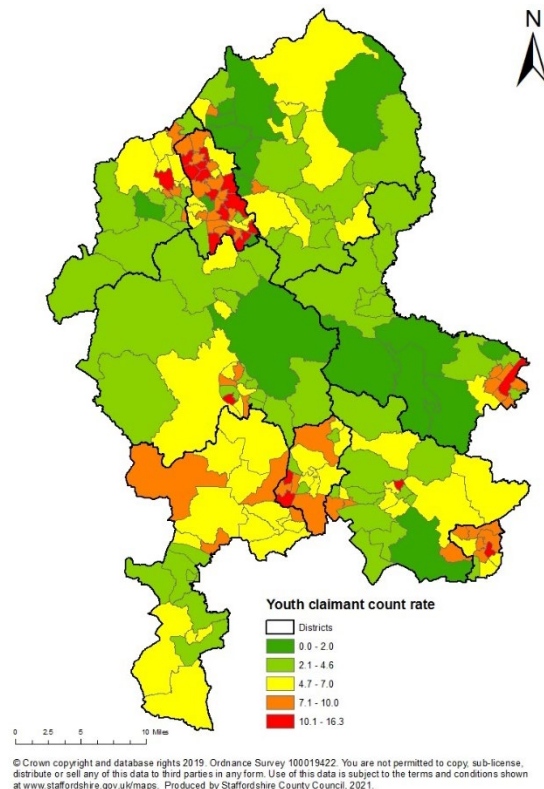 N
Youth claimant count rate
Districts
0.0 - 2.0
2.1 - 4.6
4.7 - 7.0
7.1 - 10.0
10.1 - 16.3
0 2.5 5 10 Miles
© Crown copyright and database rights 2019. Ordnance Survey 100019422. You are not permitted to copy, sub-license,
distribute or sell any of this data to third parties in any form. Use of this data is subject to the terms and conditions shown
at www.staffordshire.gov.uk/maps. Produced by Staffordshire County Council, 2021.